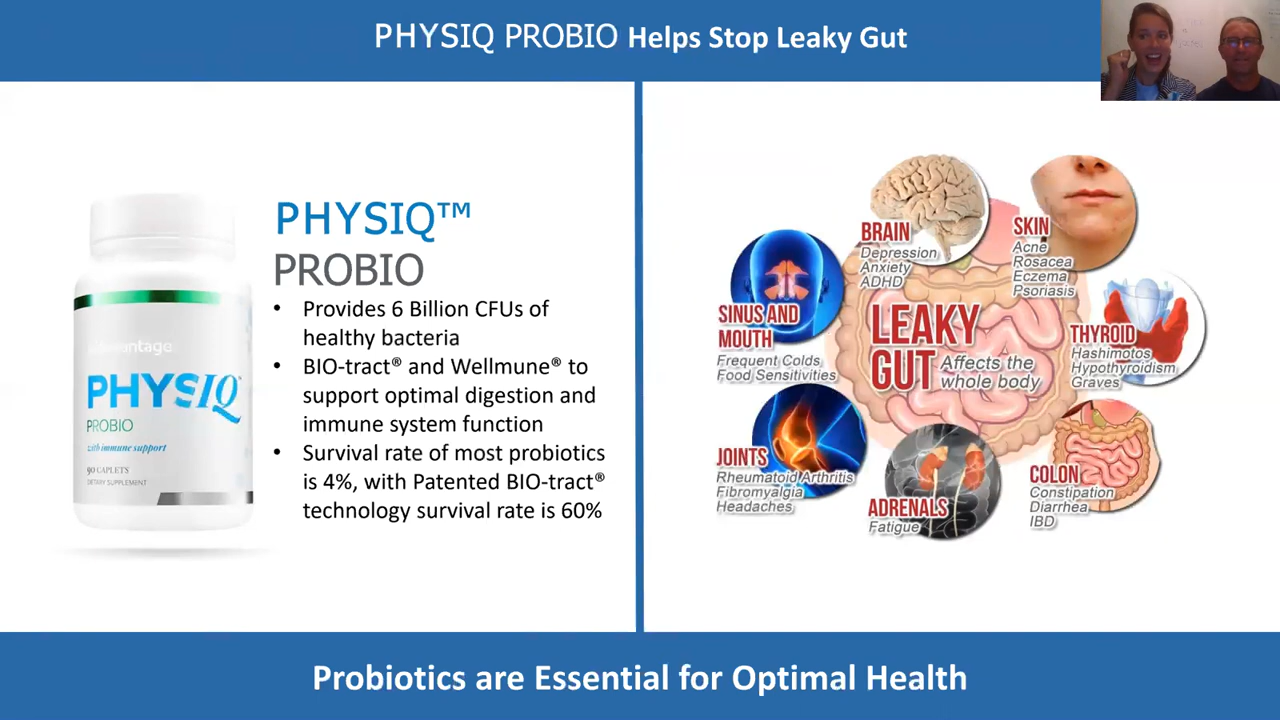 PHYSIQ PROBIO Helps Stop Leaky Gut
PHYSIQ™
PROBIO
• Provides 6 Billion CFUs of
healthy bacteria
• BIO-tract® and Wellmune® to
support optimal digestion and
immune system function
• Survival rate of most probiotics
is 4%, with Patented BIO-tract®
technology survival rate is 60%
PHYSIQ
PROBIO
with immune support
90 CAPLETS
DIETARY SUPPLEMENT
BRAIN
Depression
Anxiety
ADHD
SKIN
Acne
Rosacea
Eczema
Psoriasis
SINUS AND
MOUTH
Frequent Colds
Food Sensitivities
LEAKY
GUT Affects the
whole body
THYROID
Hashimotos
Hypothyroidism
Graves
JOINTS
Rheumatoid Arthritis
Fibromyalgia
Headaches
ADRENALS
Fatigue
COLON
Constipation
Diarrhea
IBD
Probiotics are Essential for Optimal Health